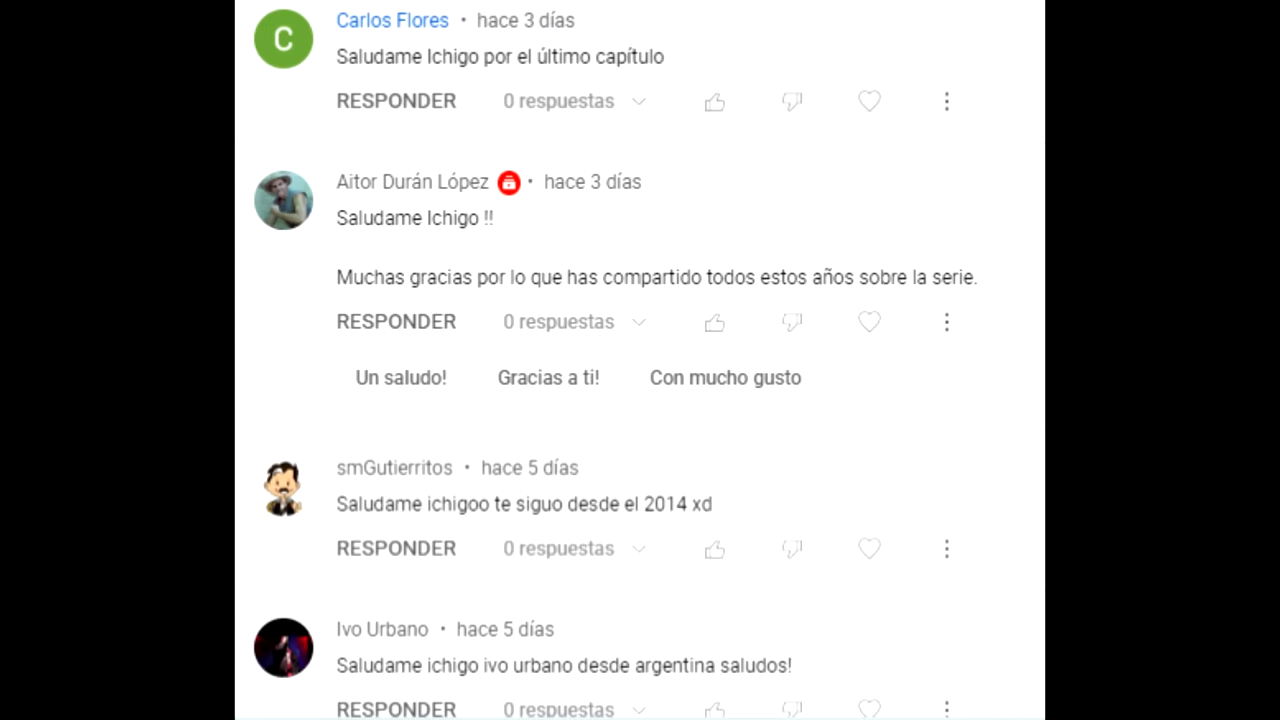 C
Carlos Flores • hace 3 días
Saludame Ichigo por el último capítulo
RESPONDER 0 respuestas
Aitor Durán López • hace 3 días
Saludame Ichigo !!
Muchas gracias por lo que has compartido todos estos años sobre la serie.
RESPONDER 0 respuestas
Un saludo! Gracias a ti! Con mucho gusto
smGutierritos • hace 5 días
Saludame ichigoo te siguo desde el 2014 xd
RESPONDER 0 respuestas
Ivo Urbano • hace 5 días
Saludame ichigo ivo urbano desde argentina saludos!
RESPONDER 0 respuestas